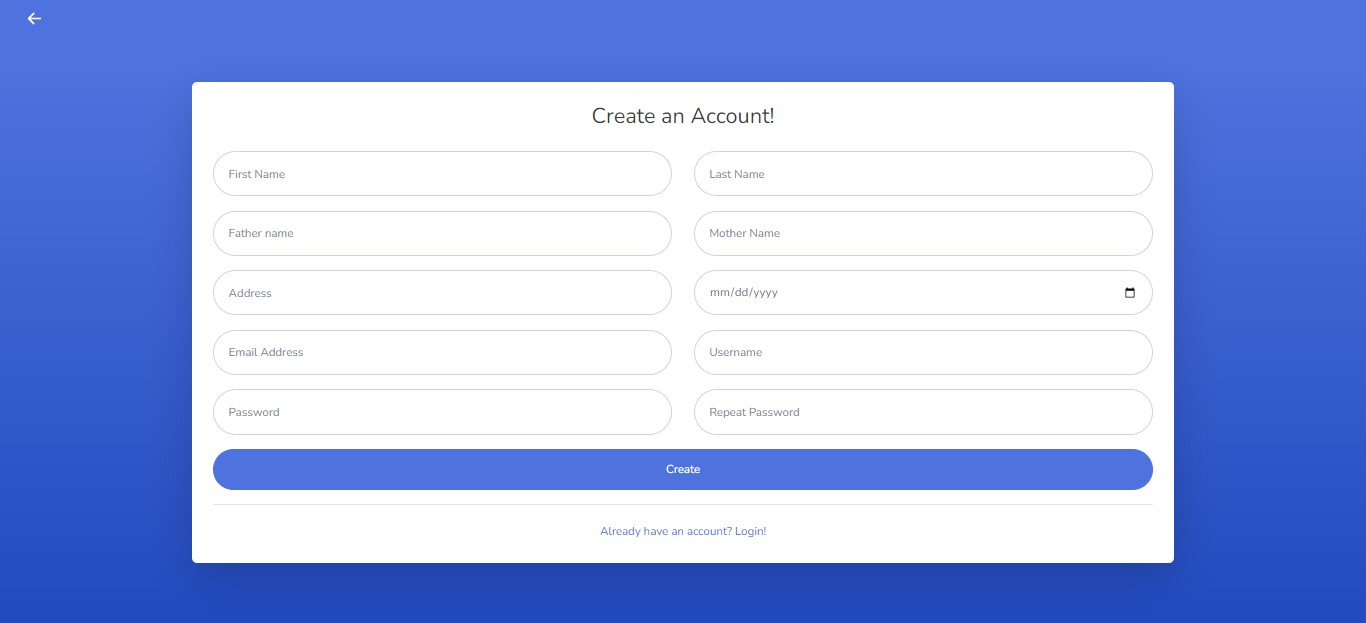 Create an Account!
First Name
Last Name
Father name
Mother Name
Address
mm/dd/yyyy
Email Address
Username
Password
Repeat Password
Create
Already have an account? Login!